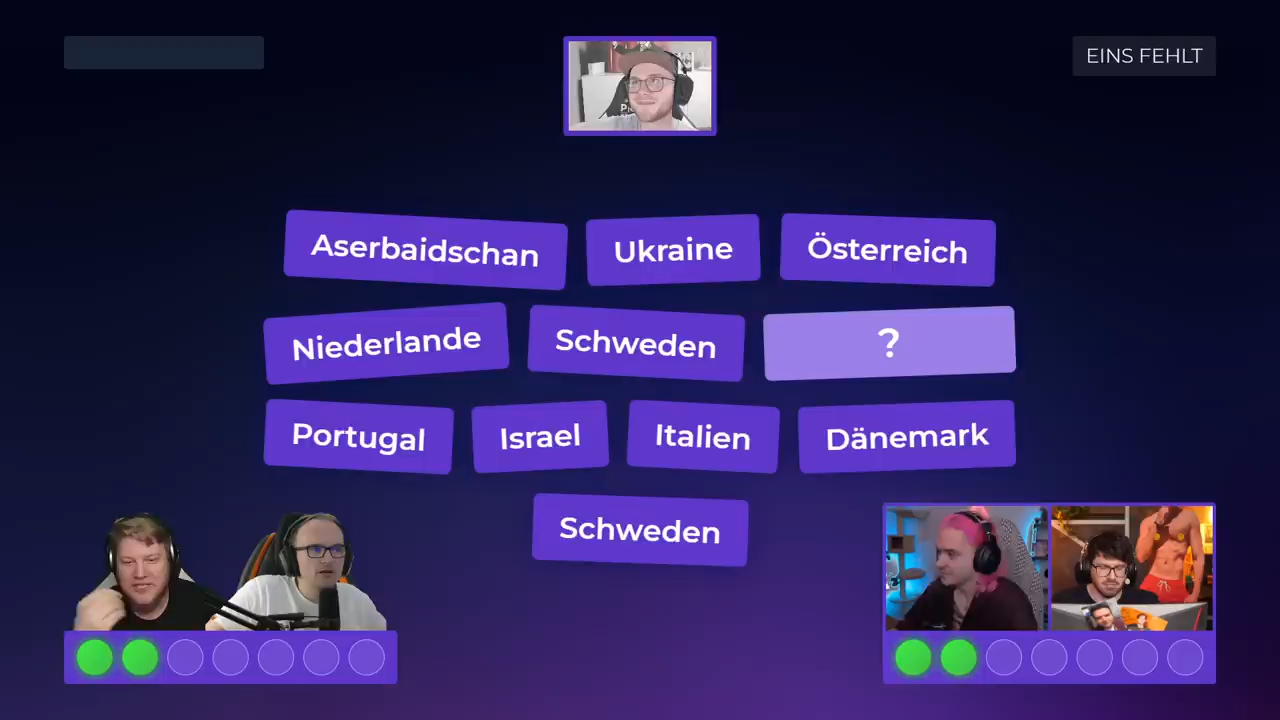 EINS FEHLT
Aserbaidschan Ukraine Österreich
Niederlande Schweden ?
Portugal Israel Italien Dänemark
Schweden